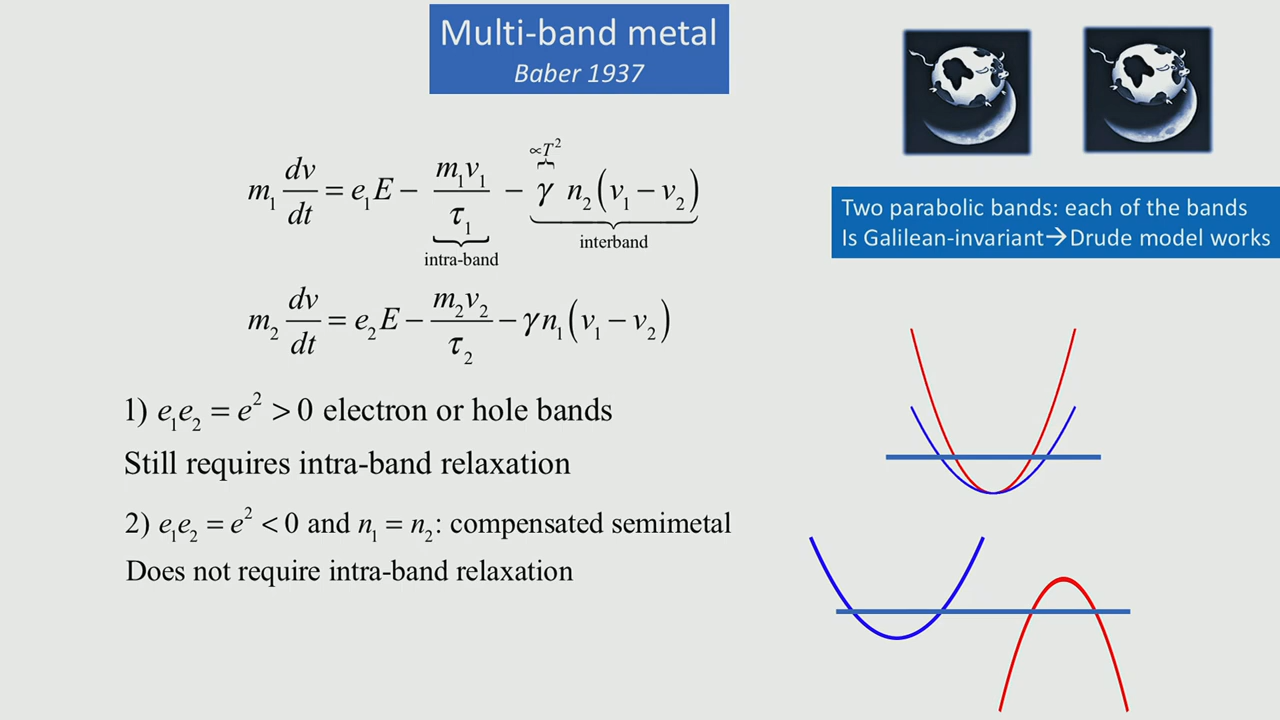 Multi-band metal
Baber 1937
m₁ dv/dt = e₁E − m₁v₁/τ₁ − γ n₂(v₁ − v₂)
∝T²
intra-band
interband
Two parabolic bands: each of the bands
Is Galilean-invariant→Drude model works
m₂ dv/dt = e₂E − m₂v₂/τ₂ − γn₁(v₁ − v₂)
1) e₁e₂ = e² > 0 electron or hole bands
Still requires intra-band relaxation
2) e₁e₂ = e² < 0 and n₁ = n₂: compensated semimetal
Does not require intra-band relaxation